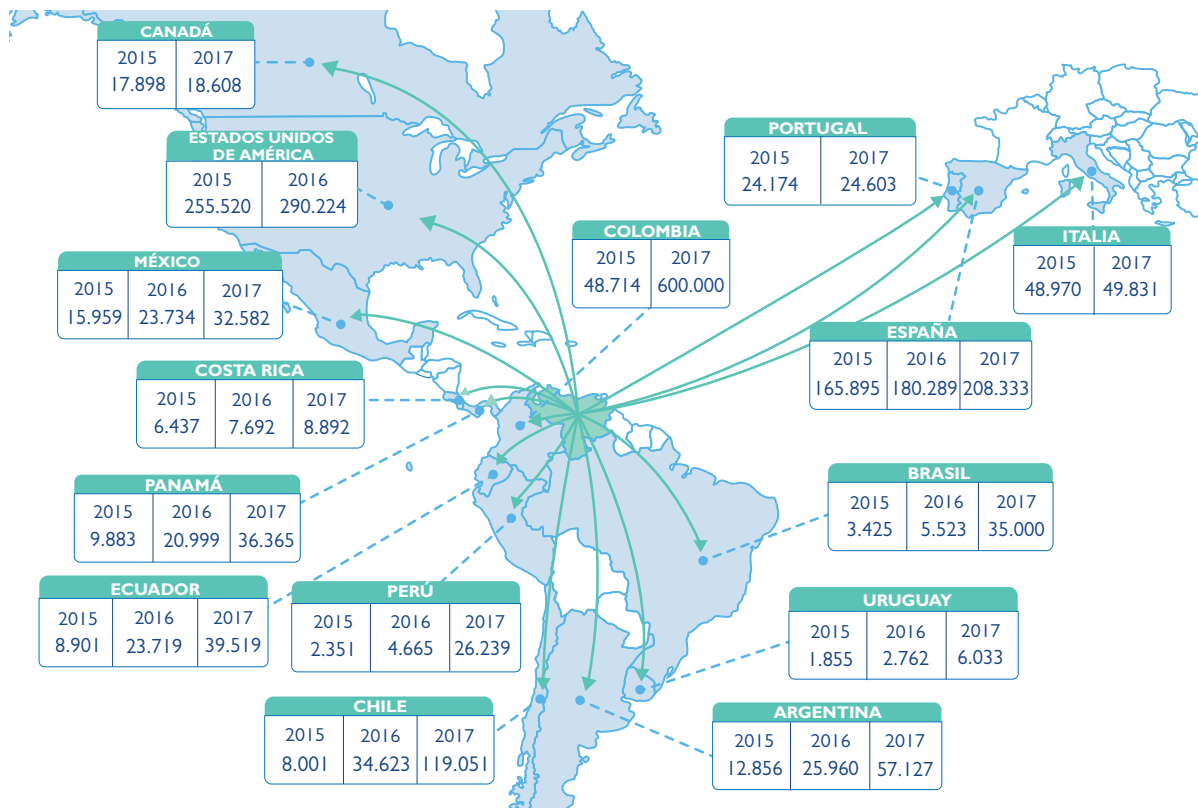 CANADÁ
2015 2017
17.898 18.608
ESTADOS UNIDOS
DE AMÉRICA
2015 2016
255.520 290.224
MÉXICO
2015 2016 2017
15.959 23.734 32.582
COSTA RICA
2015 2016 2017
6.437 7.692 8.892
PANAMÁ
2015 2016 2017
9.883 20.999 36.365
ECUADOR
2015 2016 2017
8.901 23.719 39.519
PERÚ
2015 2016 2017
2.351 4.665 26.239
CHILE
2015 2016 2017
8.001 34.623 119.051
COLOMBIA
2015 2017
48.714 600.000
PORTUGAL
2015 2017
24.174 24.603
ITALIA
2015 2017
48.970 49.831
ESPAÑA
2015 2016 2017
165.895 180.289 208.333
BRASIL
2015 2016 2017
3.425 5.523 35.000
URUGUAY
2015 2016 2017
1.855 2.762 6.033
ARGENTINA
2015 2016 2017
12.856 25.960 57.127